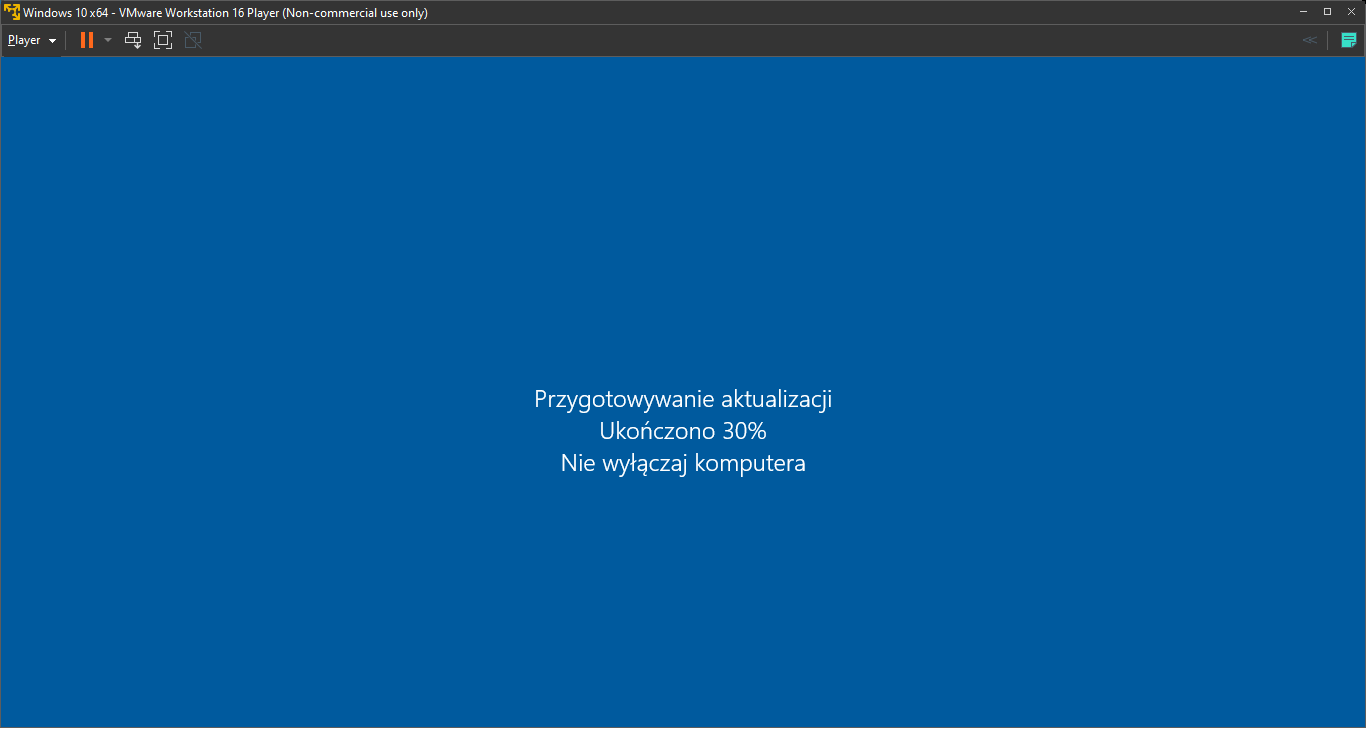 Windows 10 x64 - VMware Workstation 16 Player (Non-commercial use only)
Player
Przygotowywanie aktualizacji
Ukończono 30%
Nie wyłączaj komputera